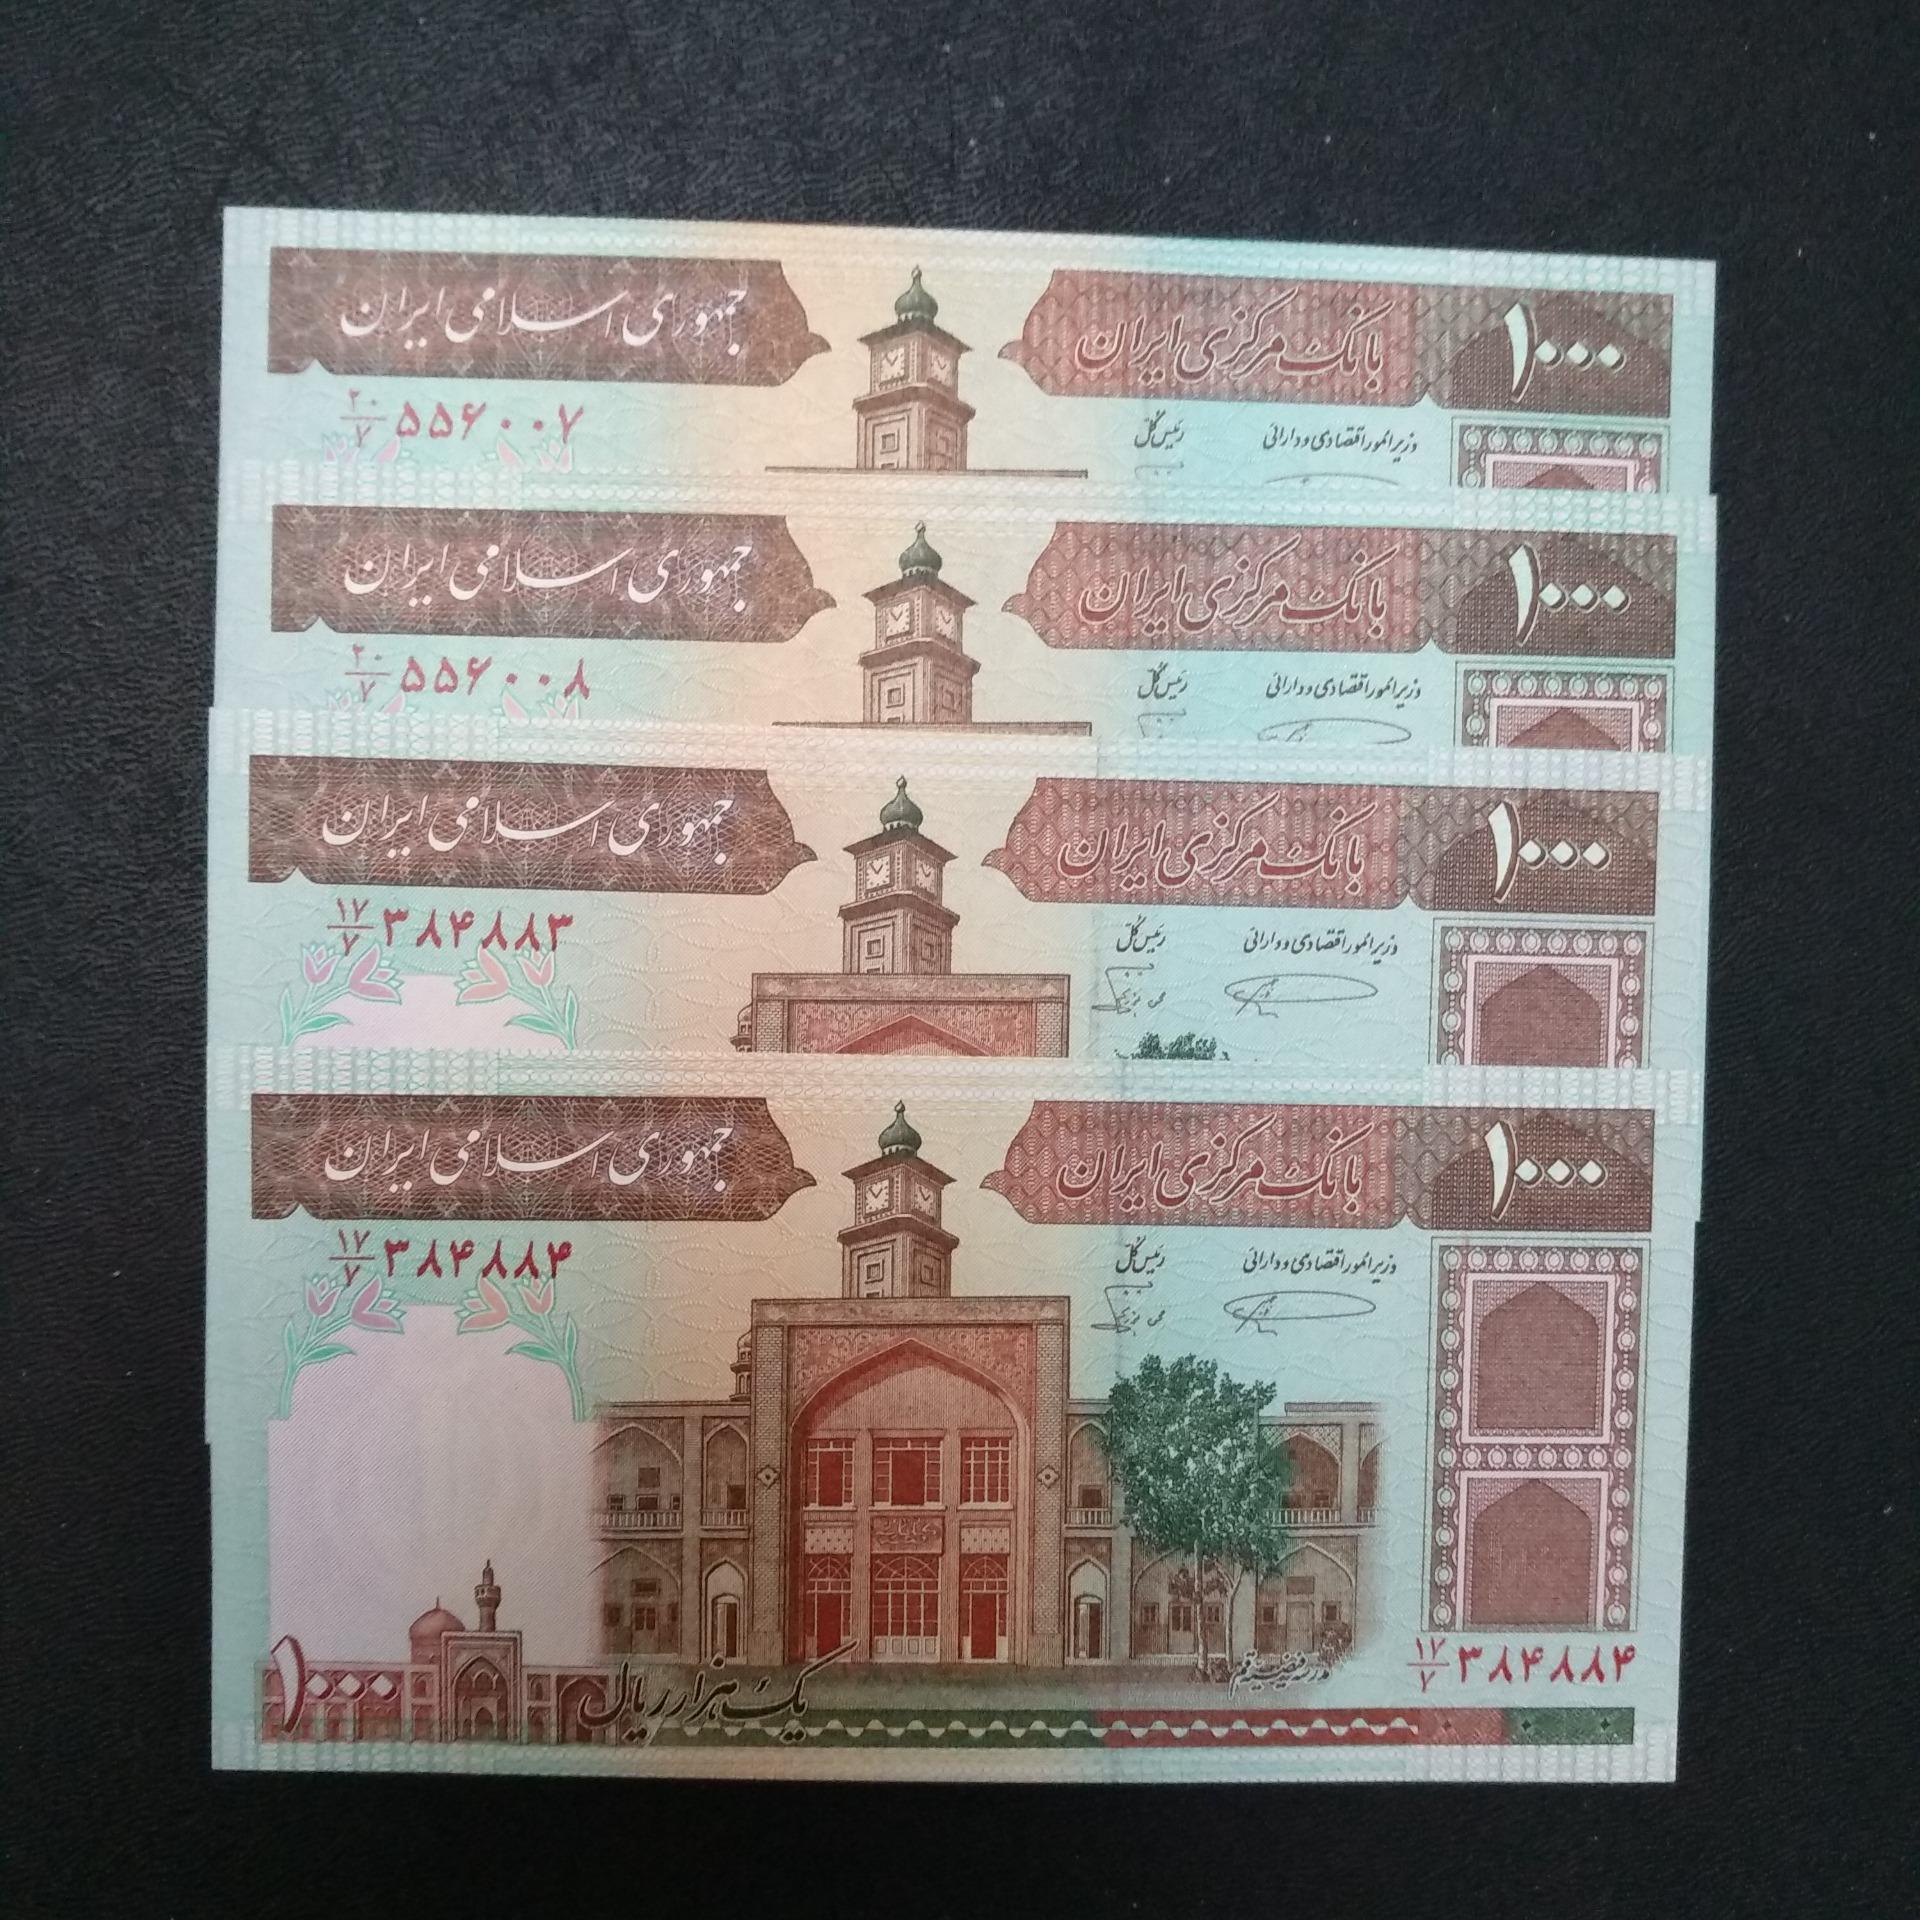 جمهوری اسلامی ایران
بانک مرکزی ایران
۱۰۰۰
۲۰/۷ ۵۵۶۰۰۷
رئیس کل
وزیر امور اقتصادی و دارائی
جمهوری اسلامی ایران
بانک مرکزی ایران
۱۰۰۰
۲۰/۷ ۵۵۶۰۰۸
رئیس کل
وزیر امور اقتصادی و دارائی
جمهوری اسلامی ایران
بانک مرکزی ایران
۱۰۰۰
۱۷/۷ ۳۸۴۸۸۳
رئیس کل
وزیر امور اقتصادی و دارائی
جمهوری اسلامی ایران
بانک مرکزی ایران
۱۰۰۰
۱۷/۷ ۳۸۴۸۸۴
رئیس کل
وزیر امور اقتصادی و دارائی
مدرسه فیضیه قم
۱۷/۷ ۳۸۴۸۸۴
۱۰۰۰
یک هزار ریال